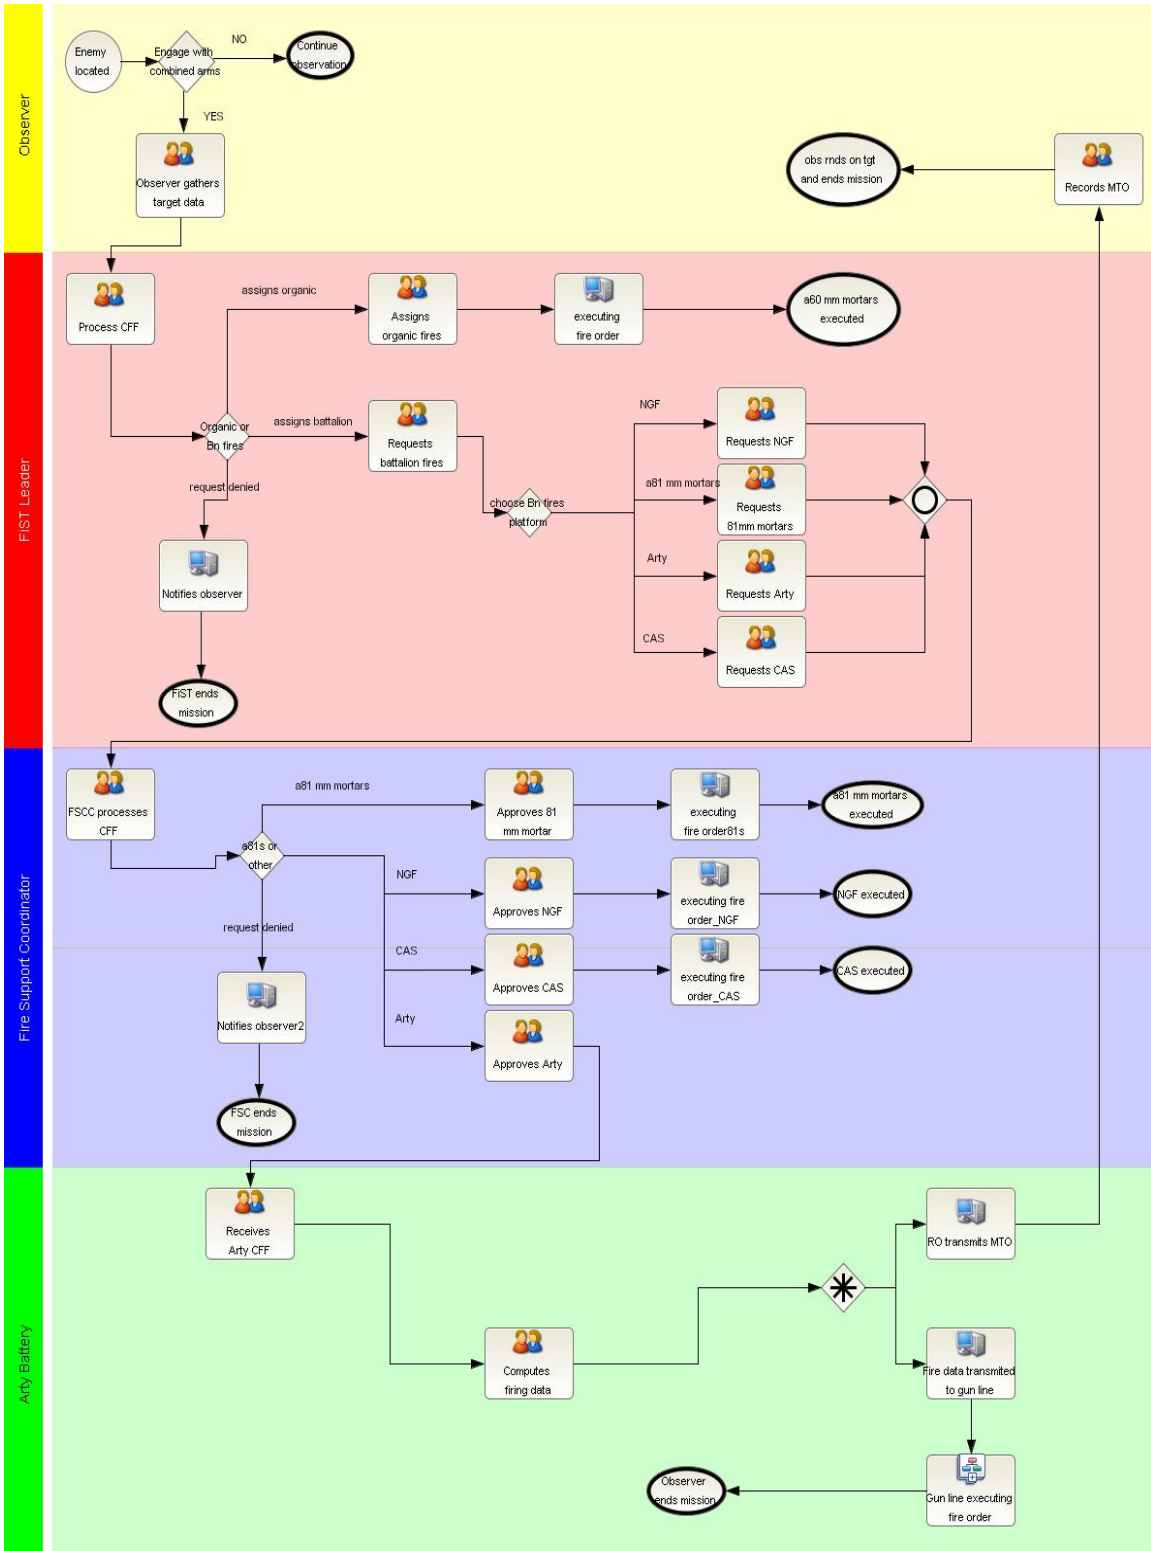 Observer
Enemy
located
Engage with
combined arms
NO
Continue
observation
YES
Observer gathers
target data
obs rnds on tgt
and ends mission
Records MTO
FiST Leader
Process CFF
assigns organic
Assigns
organic fires
executing
fire order
a60 mm mortars
executed
Organic or
Bn fires
assigns battalion
Requests
battalion fires
request denied
choose Bn fires
platform
NGF
Requests NGF
a81 mm mortars
Requests
81mm mortars
Arty
Requests Arty
CAS
Requests CAS
Notifies observer
FiST ends
mission
Fire Support Coordinator
FSCC processes
CFF
a81 mm mortars
Approves 81
mm mortar
executing
fire order81s
a81 mm mortars
executed
a81s or
other
NGF
Approves NGF
executing fire
order_NGF
NGF executed
request denied
CAS
Approves CAS
executing fire
order_CAS
CAS executed
Notifies observer2
Arty
Approves Arty
FSC ends
mission
Arty Battery
Receives
Arty CFF
RO transmits MTO
Computes
firing data
Fire data transmited
to gun line
Gun line executing
fire order
Observer
ends mission